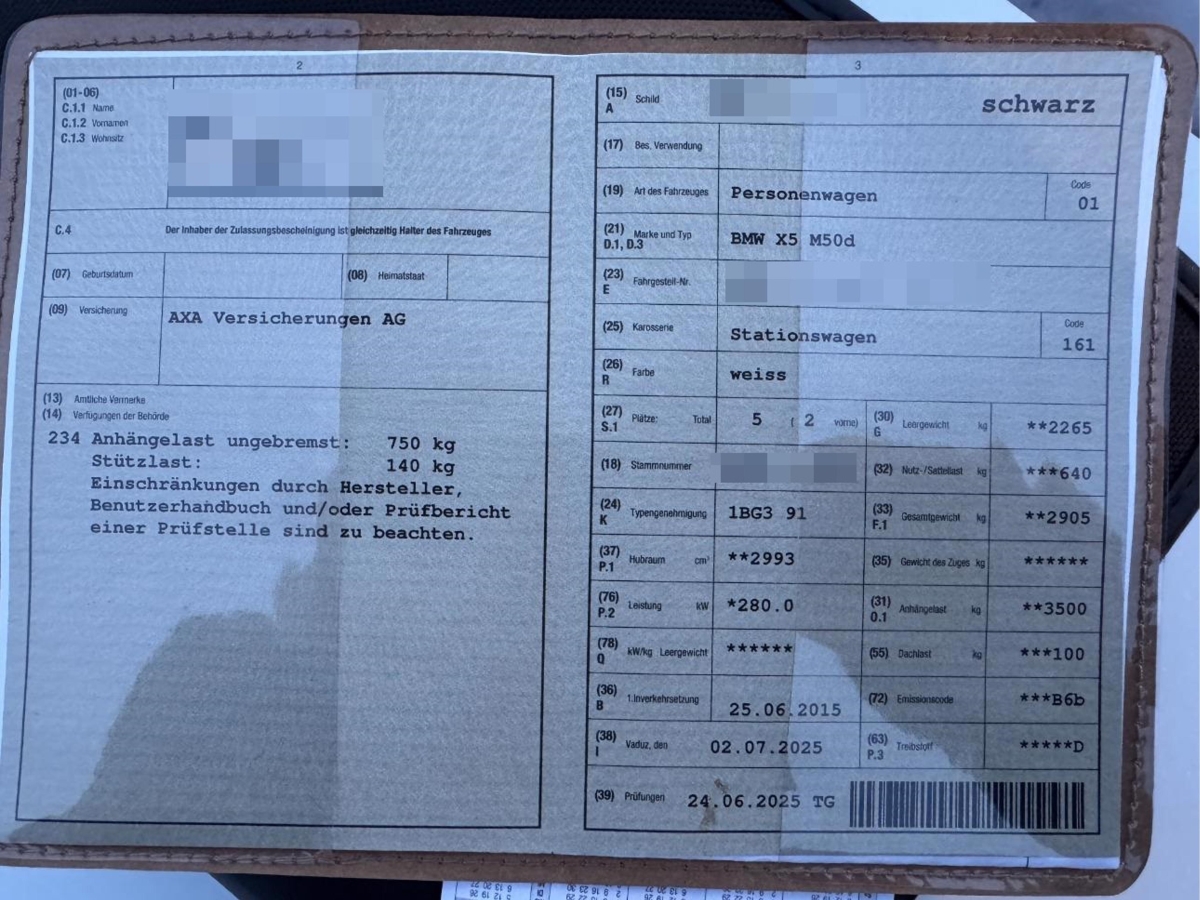 2
(01-06)
C.1.1 Name
C.1.2 Vornamen
C.1.3 Wohnsitz
C.4 Der Inhaber der Zulassungsbescheinigung ist gleichzeitig Halter des Fahrzeuges
(07) Geburtsdatum
(08) Heimatstaat
(09) Versicherung AXA Versicherungen AG
(13) Amtliche Vermerke
(14) Verfügungen der Behörde
234 Anhängelast ungebremst: 750 kg
Stützlast: 140 kg
Einschränkungen durch Hersteller,
Benutzerhandbuch und/oder Prüfbericht
einer Prüfstelle sind zu beachten.
3
(15) A Schild schwarz
(17) Bes. Verwendung
(19) Art des Fahrzeuges Personenwagen Code 01
(21) D.1, D.3 Marke und Typ BMW X5 M50d
(23) E Fahrgestell-Nr.
(25) Karosserie Stationswagen Code 161
(26) R Farbe weiss
(27) S.1 Plätze: Total 5 ( 2 vorne)
(30) G Leergewicht kg **2265
(18) Stammnummer
(32) Nutz-/Sattellast kg ***640
(24) K Typengenehmigung 1BG3 91
(33) F.1 Gesamtgewicht kg **2905
(37) P.1 Hubraum cm³ **2993
(35) Gewicht des Zuges kg ******
(76) P.2 Leistung kW *280.0
(31) O.1 Anhängelast kg **3500
(78) Q kW/kg Leergewicht ******
(55) Dachlast kg ***100
(36) B 1.Inverkehrsetzung 25.06.2015
(72) Emissionscode ***B6b
(38) I Vaduz, den 02.07.2025
(63) P.3 Treibstoff *****D
(39) Prüfungen 24.06.2025 TG